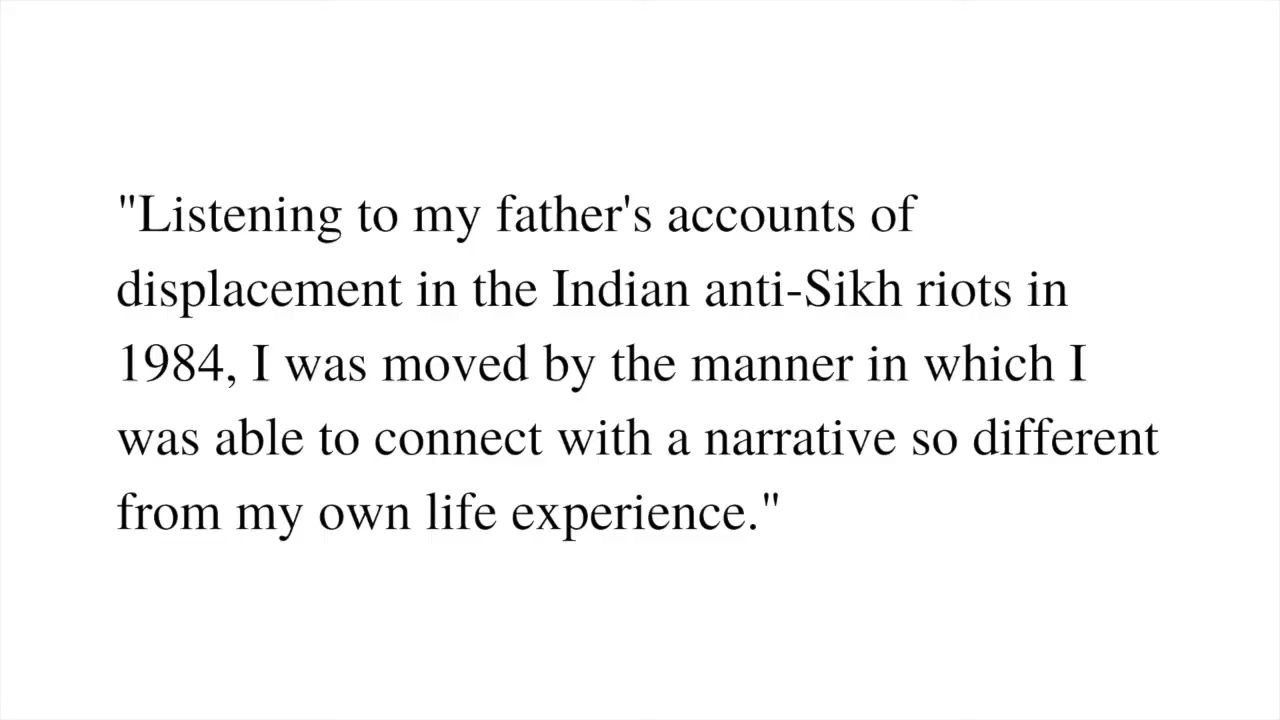 "Listening to my father's accounts of
displacement in the Indian anti-Sikh riots in
1984, I was moved by the manner in which I
was able to connect with a narrative so different
from my own life experience."